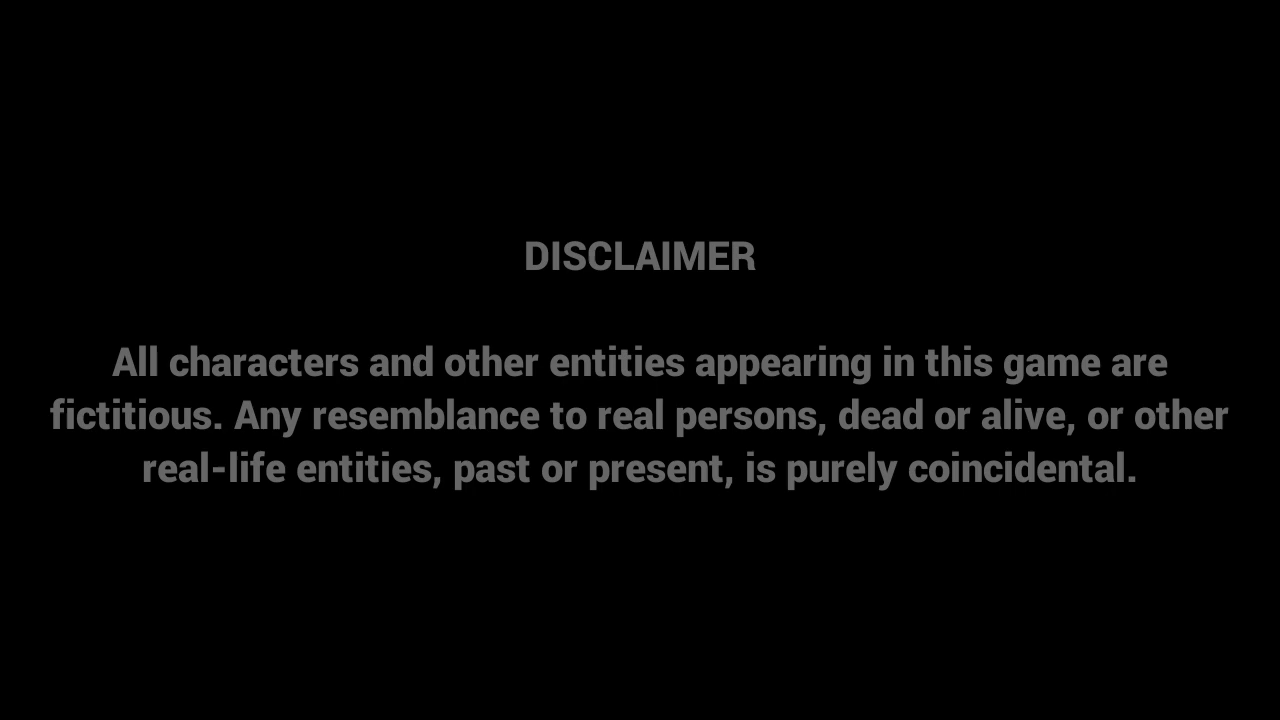 DISCLAIMER
All characters and other entities appearing in this game are
fictitious. Any resemblance to real persons, dead or alive, or other
real-life entities, past or present, is purely coincidental.